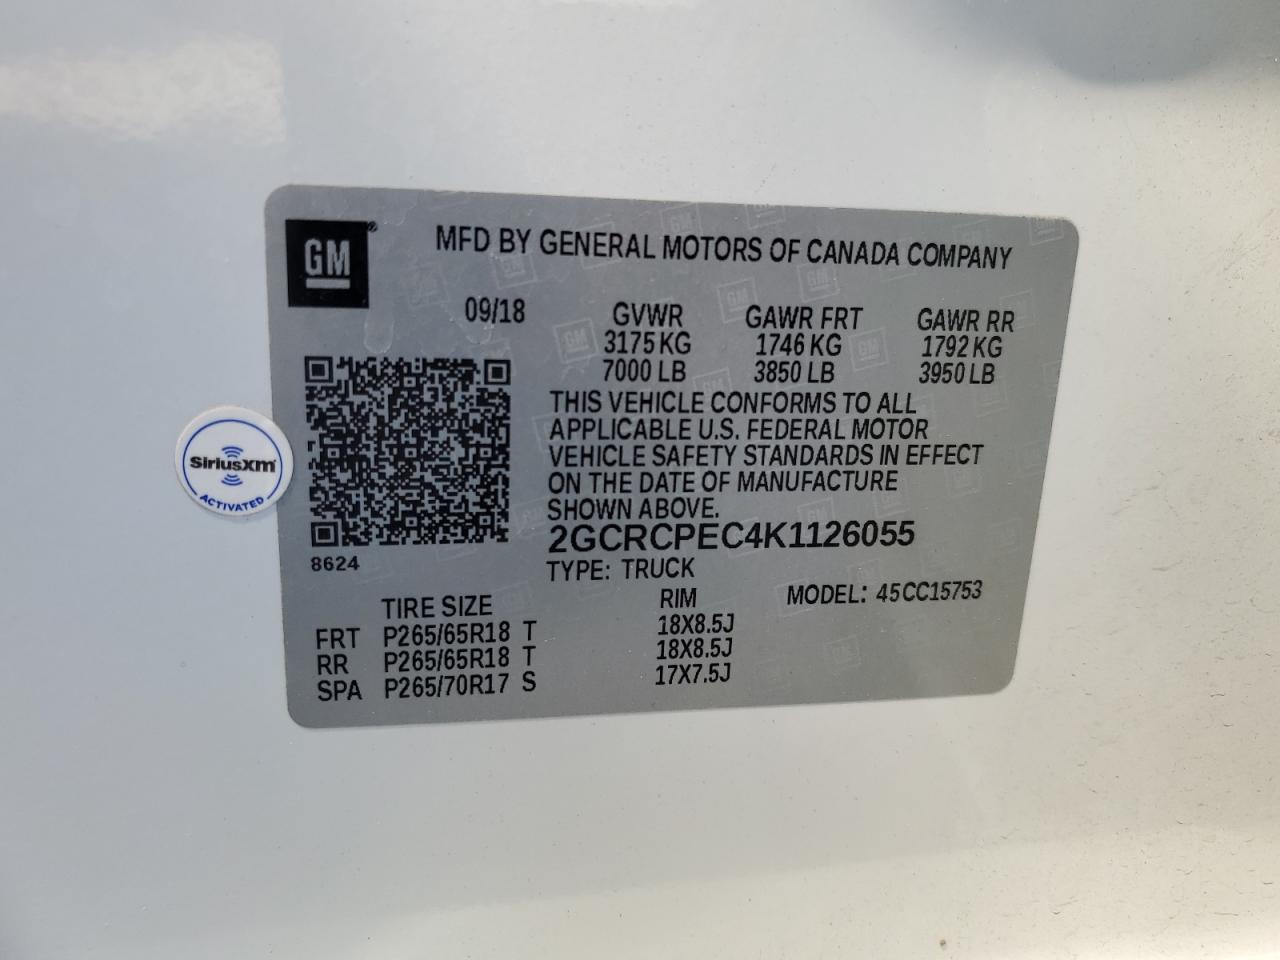 GM®
MFD BY GENERAL MOTORS OF CANADA COMPANY
09/18 GVWR GAWR FRT GAWR RR
3175 KG 1746 KG 1792 KG
7000 LB 3850 LB 3950 LB
THIS VEHICLE CONFORMS TO ALL
APPLICABLE U.S. FEDERAL MOTOR
VEHICLE SAFETY STANDARDS IN EFFECT
ON THE DATE OF MANUFACTURE
SHOWN ABOVE.
2GCRCPEC4K1126055
8624
TYPE: TRUCK
MODEL: 45CC15753
TIRE SIZE RIM
FRT P265/65R18 T 18X8.5J
RR P265/65R18 T 18X8.5J
SPA P265/70R17 S 17X7.5J
SiriusXM
ACTIVATED